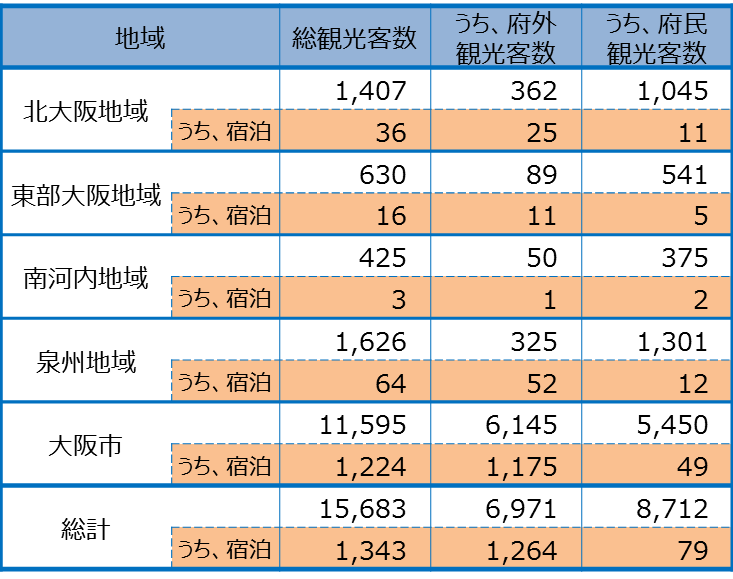 地域 総観光客数 うち、府外観光客数 うち、府民観光客数
北大阪地域 1,407 362 1,045
うち、宿泊 36 25 11
東部大阪地域 630 89 541
うち、宿泊 16 11 5
南河内地域 425 50 375
うち、宿泊 3 1 2
泉州地域 1,626 325 1,301
うち、宿泊 64 52 12
大阪市 11,595 6,145 5,450
うち、宿泊 1,224 1,175 49
総計 15,683 6,971 8,712
うち、宿泊 1,343 1,264 79